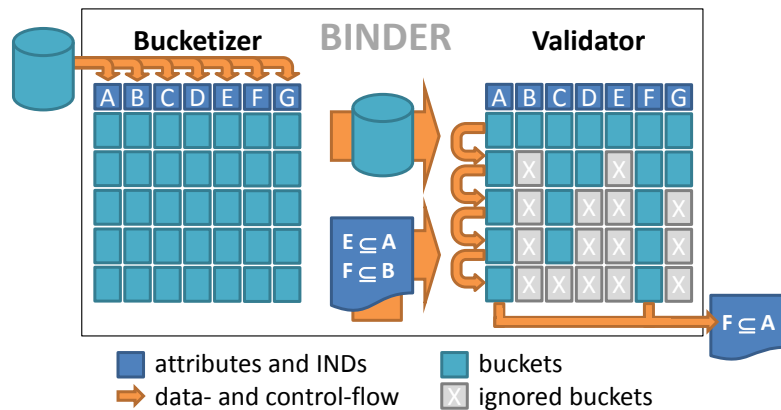 Bucketizer BINDER Validator
A B C D E F G
A B C D E F G
X X
X X X X
E ⊆ A
F ⊆ B
X X X X
X X X X X
F ⊆ A
attributes and INDs
buckets
data- and control-flow
X ignored buckets